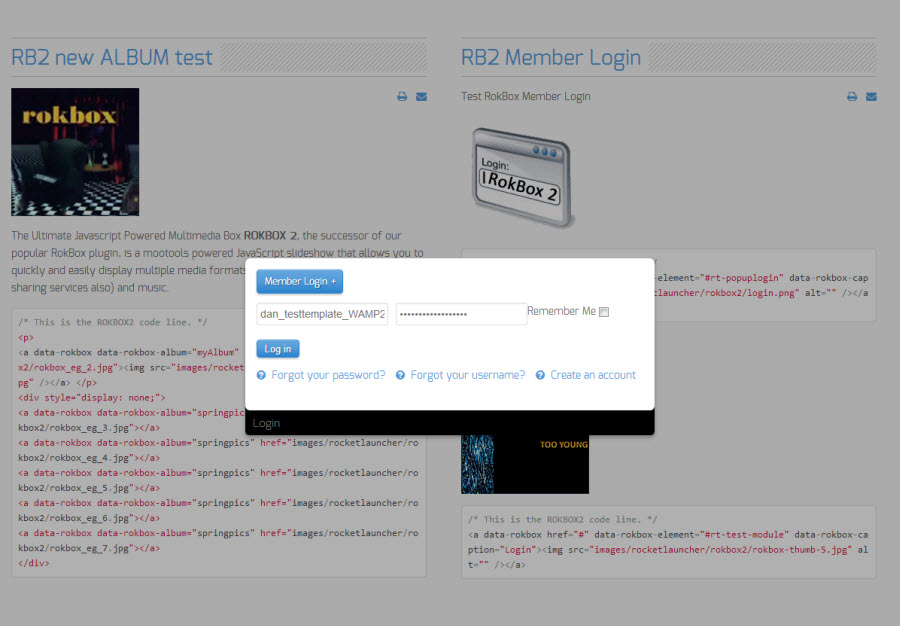 RB2 new ALBUM test
rokbox
The Ultimate Javascript Powered Multimedia Box ROKBOX 2, the successor of our
popular RokBox plugin, is a mootools powered JavaScript slideshow that allows you to
quickly and easily display multiple media formats
sharing services also) and music.
/* This is the ROKBOX2 code line. */
<p>
<a data-rokbox data-rokbox-album="myAlbum"
x2/rokbox_eg_2.jpg"><img src="images/rocket
pg" /></a> </p>
<div style="display: none;">
<a data-rokbox data-rokbox-album="springpic
kbox2/rokbox_eg_3.jpg"></a>
<a data-rokbox data-rokbox-album="springpics" href="images/rocketlauncher/ro
kbox2/rokbox_eg_4.jpg"></a>
<a data-rokbox data-rokbox-album="springpics" href="images/rocketlauncher/ro
kbox2/rokbox_eg_5.jpg"></a>
<a data-rokbox data-rokbox-album="springpics" href="images/rocketlauncher/ro
kbox2/rokbox_eg_6.jpg"></a>
<a data-rokbox data-rokbox-album="springpics" href="images/rocketlauncher/ro
kbox2/rokbox_eg_7.jpg"></a>
</div>
RB2 Member Login
Test RokBox Member Login
Login:
RokBox 2
-element="#rt-popuplogin" data-rokbox-cap
tlauncher/rokbox2/login.png" alt="" /></a
TOO YOUNG
/* This is the ROKBOX2 code line. */
<a data-rokbox href="#" data-rokbox-element="#rt-test-module" data-rokbox-ca
ption="Login"><img src="images/rocketlauncher/rokbox2/rokbox-thumb-5.jpg" al
t="" /></a>
Member Login +
dan_testtemplate_WAMP2
Remember Me
Log in
Forgot your password? Forgot your username? Create an account
Login